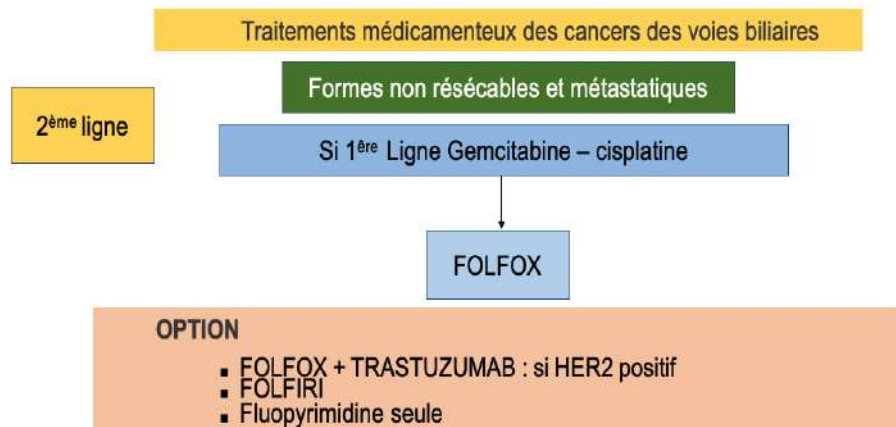 Traitements médicamenteux des cancers des voies biliaires
Formes non résécables et métastatiques
2ème ligne
Si 1ère Ligne Gemcitabine – cisplatine
FOLFOX
OPTION
▪ FOLFOX + TRASTUZUMAB : si HER2 positif
▪ FOLFIRI
▪ Fluopyrimidine seule